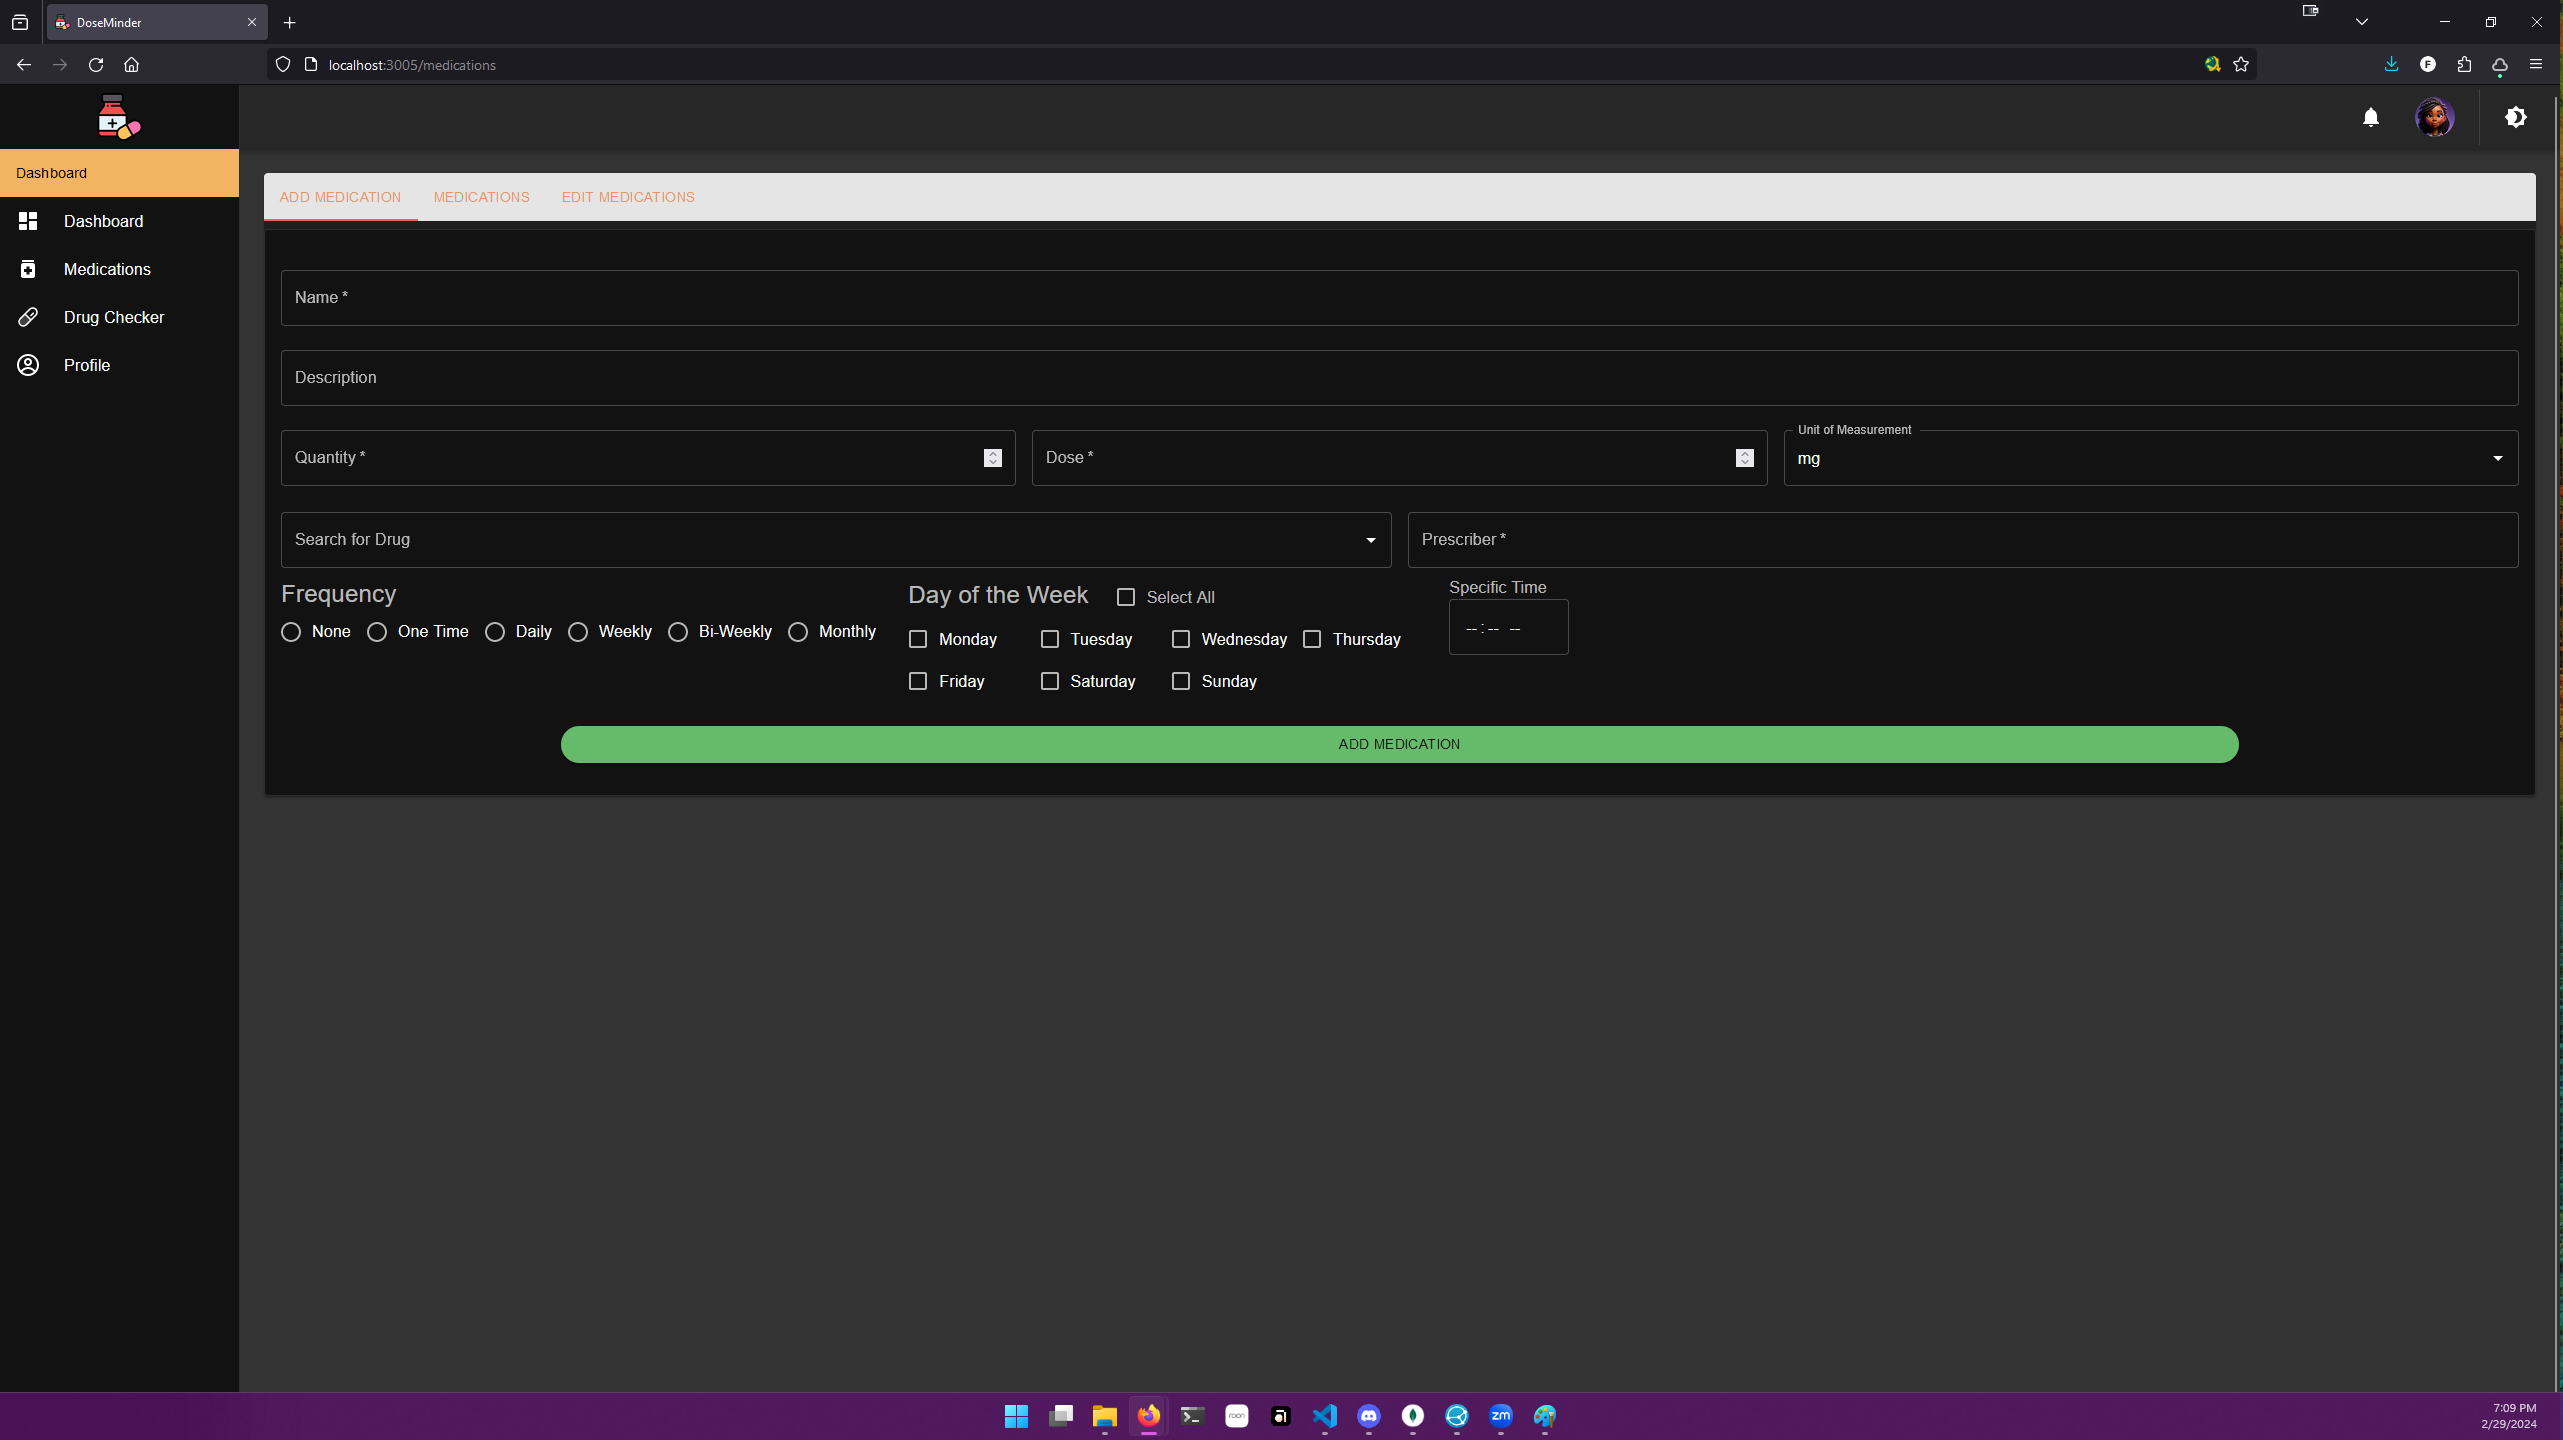 DoseMinder
localhost:3005/medications
Dashboard
Dashboard
Medications
Drug Checker
Profile
ADD MEDICATION MEDICATIONS EDIT MEDICATIONS
Name *
Description
Quantity * Dose * Unit of Measurement
mg
Search for Drug Prescriber *
Frequency
None One Time Daily Weekly Bi-Weekly Monthly
Day of the Week Select All
Monday Tuesday Wednesday Thursday
Friday Saturday Sunday
Specific Time
--:-- --
ADD MEDICATION
F
roon
zm
7:09 PM
2/29/2024